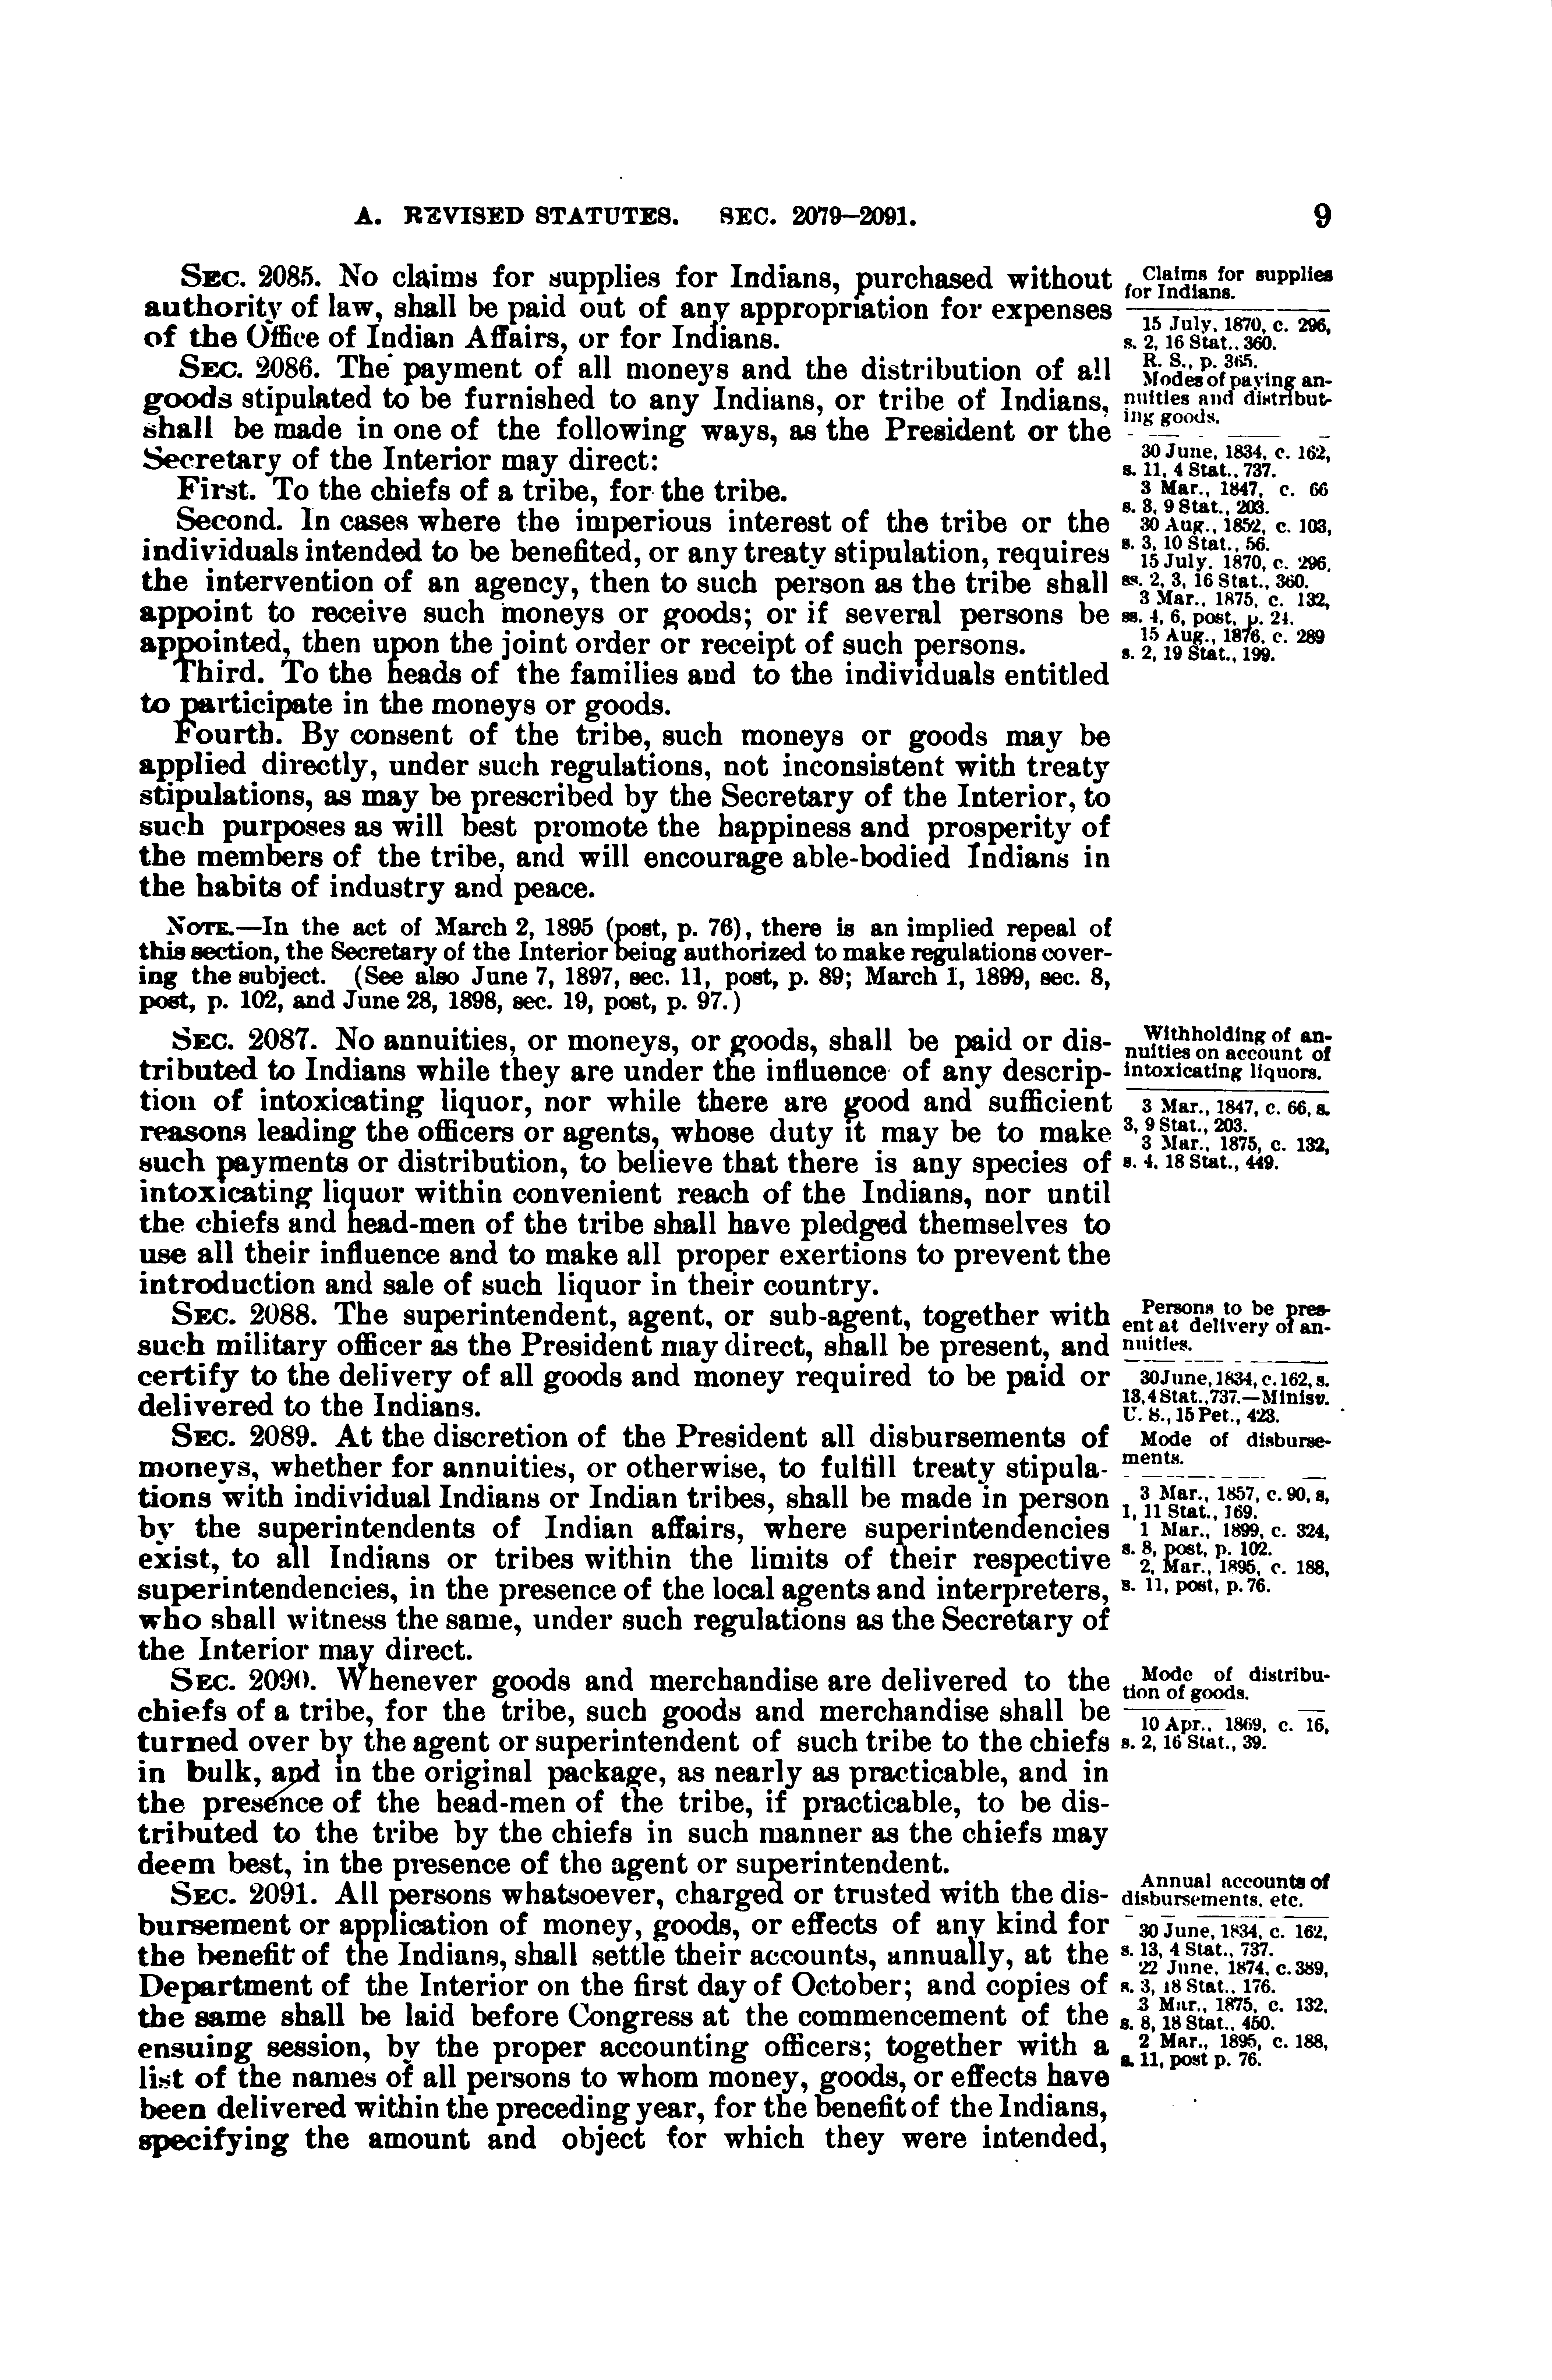 A. REVISED STATUTES. SEC. 2079–2091. 9
SEC. 2085. No claims for supplies for Indians, purchased without
authority of law, shall be paid out of any appropriation for expenses
of the Office of Indian Affairs, or for Indians.
Claims for supplies
for Indians.
15 July, 1870, c. 296,
s. 2, 16 Stat., 360.
R. S., p. 365.
SEC. 2086. The payment of all moneys and the distribution of all
goods stipulated to be furnished to any Indians, or tribe of Indians,
shall be made in one of the following ways, as the President or the
Secretary of the Interior may direct:
First. To the chiefs of a tribe, for the tribe.
Second. In cases where the imperious interest of the tribe or the
individuals intended to be benefited, or any treaty stipulation, requires
the intervention of an agency, then to such person as the tribe shall
appoint to receive such moneys or goods; or if several persons be
appointed, then upon the joint order or receipt of such persons.
Third. To the heads of the families and to the individuals entitled
to participate in the moneys or goods.
Fourth. By consent of the tribe, such moneys or goods may be
applied directly, under such regulations, not inconsistent with treaty
stipulations, as may be prescribed by the Secretary of the Interior, to
such purposes as will best promote the happiness and prosperity of
the members of the tribe, and will encourage able-bodied Indians in
the habits of industry and peace.
Modes of paying an-
nuities and distribut-
ing goods.
30 June, 1834, c. 162,
s. 11, 4 Stat., 737.
3 Mar., 1847, c. 66
s. 3, 9 Stat., 203.
30 Aug., 1852, c. 103,
s. 3, 10 Stat., 56.
15 July. 1870, c. 296,
ss. 2, 3, 16 Stat., 360.
3 Mar., 1875, c. 132,
ss. 4, 6, post, p. 24.
15 Aug., 1876, c. 289
s. 2, 19 Stat., 199.
NOTE.—In the act of March 2, 1895 (post, p. 76), there is an implied repeal of
this section, the Secretary of the Interior being authorized to make regulations cover-
ing the subject. (See also June 7, 1897, sec. 11, post, p. 89; March 1, 1899, sec. 8,
post, p. 102, and June 28, 1898, sec. 19, post, p. 97.)
SEC. 2087. No annuities, or moneys, or goods, shall be paid or dis-
tributed to Indians while they are under the influence of any descrip-
tion of intoxicating liquor, nor while there are good and sufficient
reasons leading the officers or agents, whose duty it may be to make
such payments or distribution, to believe that there is any species of
intoxicating liquor within convenient reach of the Indians, nor until
the chiefs and head-men of the tribe shall have pledged themselves to
use all their influence and to make all proper exertions to prevent the
introduction and sale of such liquor in their country.
Withholding of an-
nuities on account of
intoxicating liquors.
3 Mar., 1847, c. 66, s.
3, 9 Stat., 203.
3 Mar., 1875, c. 132,
s. 4, 18 Stat., 449.
SEC. 2088. The superintendent, agent, or sub-agent, together with
such military officer as the President may direct, shall be present, and
certify to the delivery of all goods and money required to be paid or
delivered to the Indians.
Persons to be pres-
ent at delivery of an-
nuities.
30 June, 1834, c. 162, s.
13, 4 Stat., 737.—Minis v.
U. S., 15 Pet., 423.
SEC. 2089. At the discretion of the President all disbursements of
moneys, whether for annuities, or otherwise, to fulfill treaty stipula-
tions with individual Indians or Indian tribes, shall be made in person
by the superintendents of Indian affairs, where superintendencies
exist, to all Indians or tribes within the limits of their respective
superintendencies, in the presence of the local agents and interpreters,
who shall witness the same, under such regulations as the Secretary of
the Interior may direct.
Mode of disburse-
ments.
3 Mar., 1857, c. 90, s,
1, 11 Stat., 169.
1 Mar., 1899, c. 324,
s. 8, post, p. 102.
2, Mar., 1895, c. 188,
s. 11, post, p. 76.
SEC. 2090. Whenever goods and merchandise are delivered to the
chiefs of a tribe, for the tribe, such goods and merchandise shall be
turned over by the agent or superintendent of such tribe to the chiefs
in bulk, and in the original package, as nearly as practicable, and in
the presence of the head-men of the tribe, if practicable, to be dis-
tributed to the tribe by the chiefs in such manner as the chiefs may
deem best, in the presence of the agent or superintendent.
Mode of distribu-
tion of goods.
10 Apr., 1869, c. 16,
s. 2, 16 Stat., 39.
SEC. 2091. All persons whatsoever, charged or trusted with the dis-
bursement or application of money, goods, or effects of any kind for
the benefit of the Indians, shall settle their accounts, annually, at the
Department of the Interior on the first day of October; and copies of
the same shall be laid before Congress at the commencement of the
ensuing session, by the proper accounting officers; together with a
list of the names of all persons to whom money, goods, or effects have
been delivered within the preceding year, for the benefit of the Indians,
specifying the amount and object for which they were intended,
Annual accounts of
disbursements, etc.
30 June, 1834, c. 162,
s. 13, 4 Stat., 737.
22 June, 1874, c. 389,
s. 3, 18 Stat., 176.
3 Mar., 1875, c. 132,
s. 8, 18 Stat., 450.
2 Mar., 1895, c. 188,
s. 11, post p. 76.